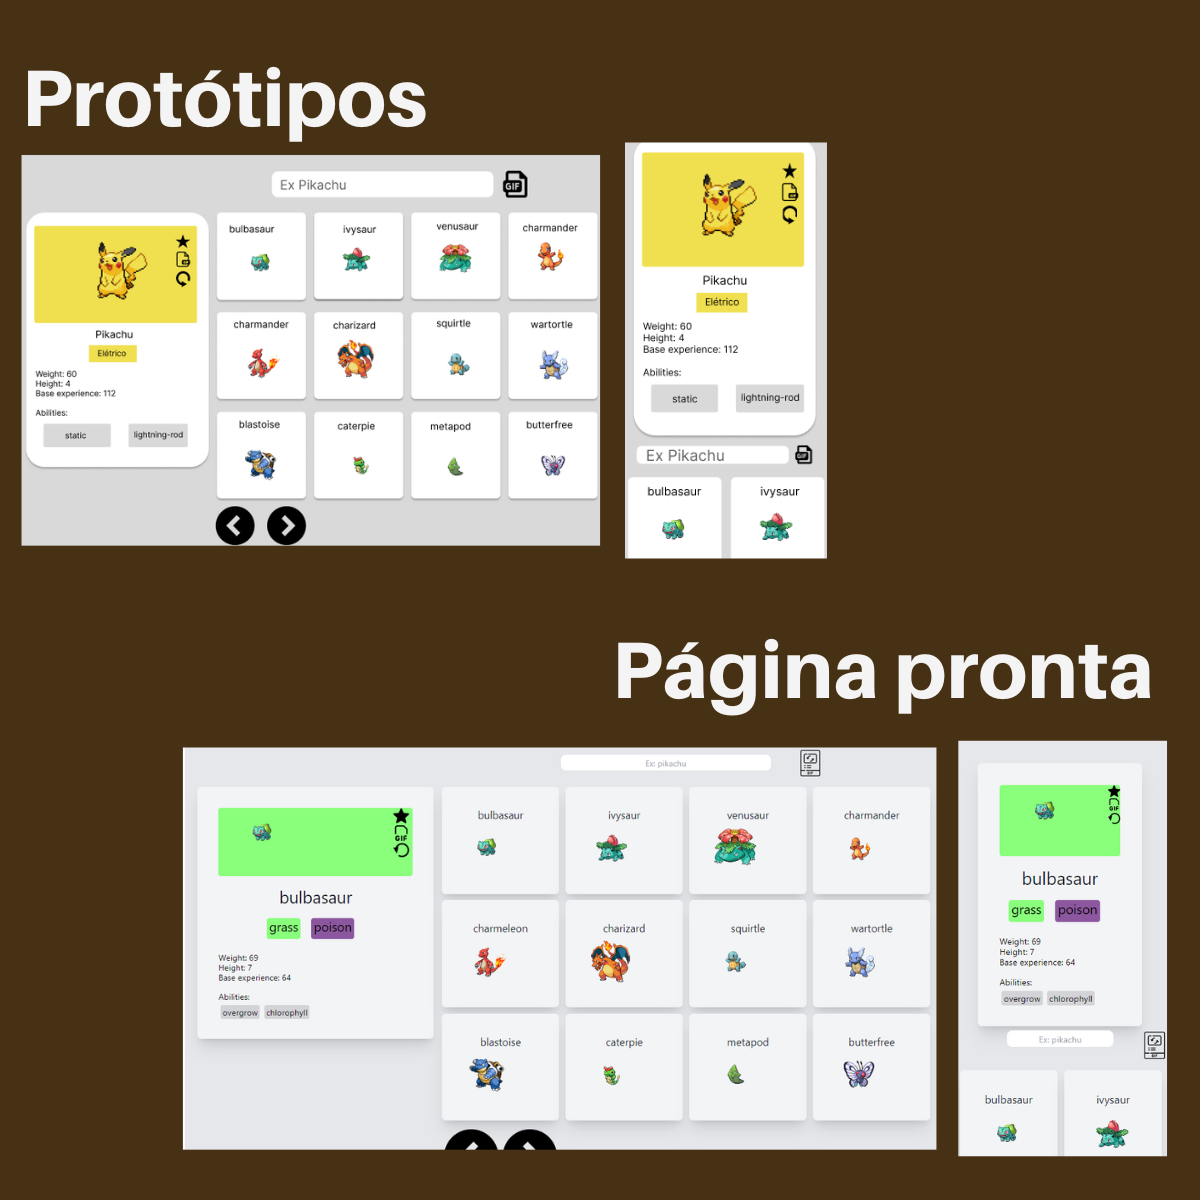 Protótipos
Ex Pikachu
GIF
Pikachu
Elétrico
Weight: 60
Height: 4
Base experience: 112
Abilities:
static
lightning-rod
bulbasaur
ivysaur
venusaur
charmander
charmander
charizard
squirtle
wartortle
blastoise
caterpie
metapod
butterfree
Pikachu
Elétrico
Weight: 60
Height: 4
Base experience: 112
Abilities:
static
lightning-rod
Ex Pikachu
GIF
bulbasaur
ivysaur
Página pronta
Ex: pikachu
GIF
GIF
bulbasaur
grass
poison
Weight: 69
Height: 7
Base experience: 64
Abilities:
overgrow
chlorophyll
bulbasaur
ivysaur
venusaur
charmander
charmeleon
charizard
squirtle
wartortle
blastoise
caterpie
metapod
butterfree
GIF
bulbasaur
grass
poison
Weight: 69
Height: 7
Base experience: 64
Abilities:
overgrow
chlorophyll
Ex: pikachu
GIF
bulbasaur
ivysaur